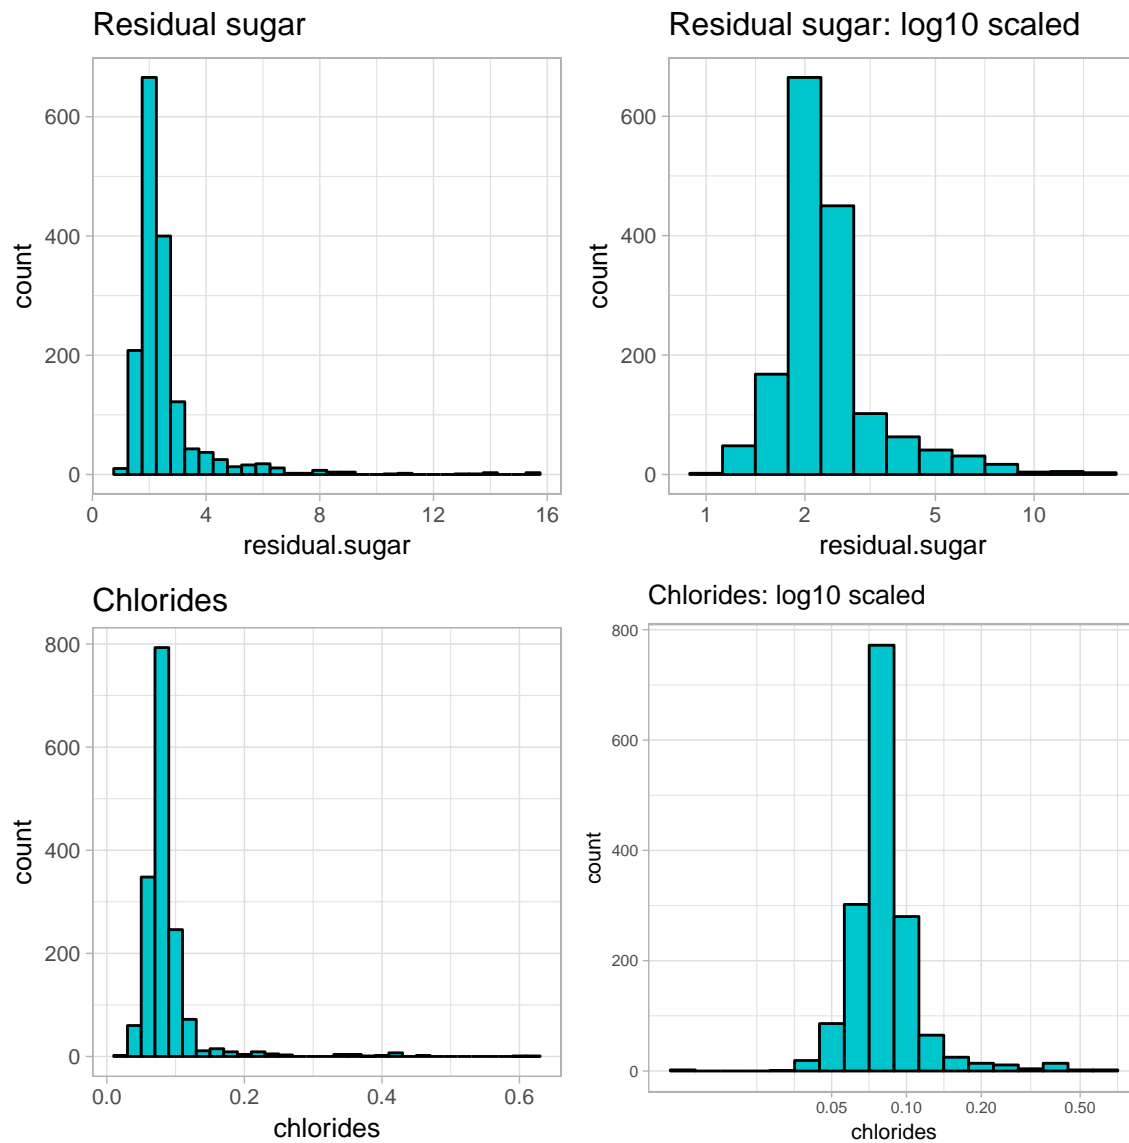 Residual sugar
600
400
200
0
count
0 4 8 12 16
residual.sugar
Residual sugar: log10 scaled
600
400
200
0
count
1 2 5 10
residual.sugar
Chlorides
800
600
400
200
0
count
0.0 0.2 0.4 0.6
chlorides
Chlorides: log10 scaled
800
600
400
200
0
count
0.05 0.10 0.20 0.50
chlorides